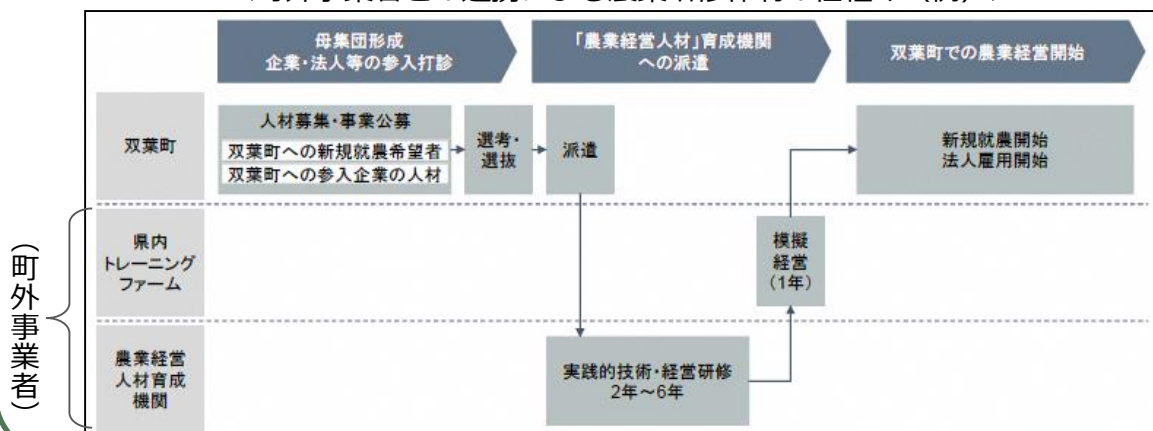 母集団形成
企業・法人等の参入打診
「農業経営人材」育成機関
への派遣
双葉町での農業経営開始
双葉町
人材募集・事業公募
双葉町への新規就農希望者
双葉町への参入企業の人材
選考・
選抜
派遣
新規就農開始
法人雇用開始
（町外事業者）
県内
トレーニング
ファーム
模擬
経営
（1年）
農業経営
人材育成
機関
実践的技術・経営研修
2年～6年